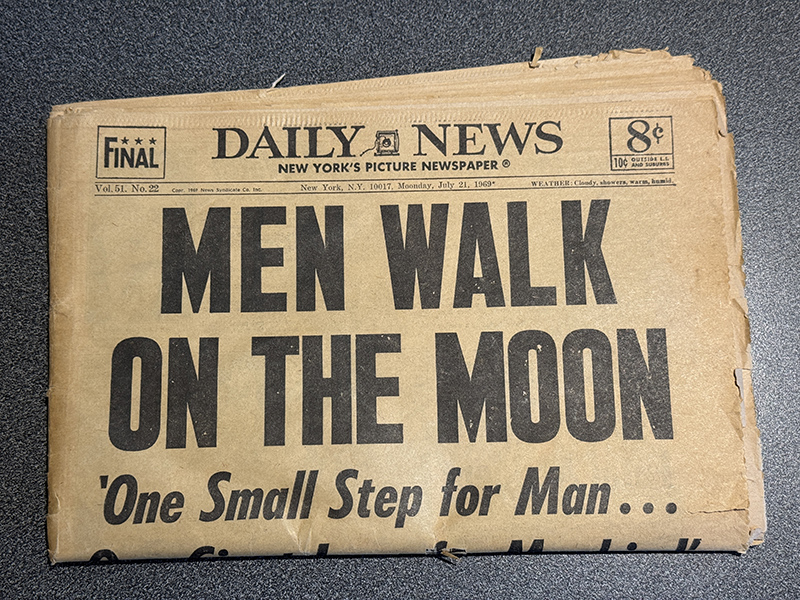 ★ ★ ★
FINAL
DAILY NEWS
NEW YORK'S PICTURE NEWSPAPER ®
8¢
10¢ OUTSIDE L.I. AND SUBURBS
Vol. 51. No. 22 Copr. 1969 News Syndicate Co. Inc. New York, N.Y. 10017, Moonday, July 21, 1969* WEATHER: Cloudy, showers, warm, humid.
MEN WALK
ON THE MOON
'One Small Step for Man...